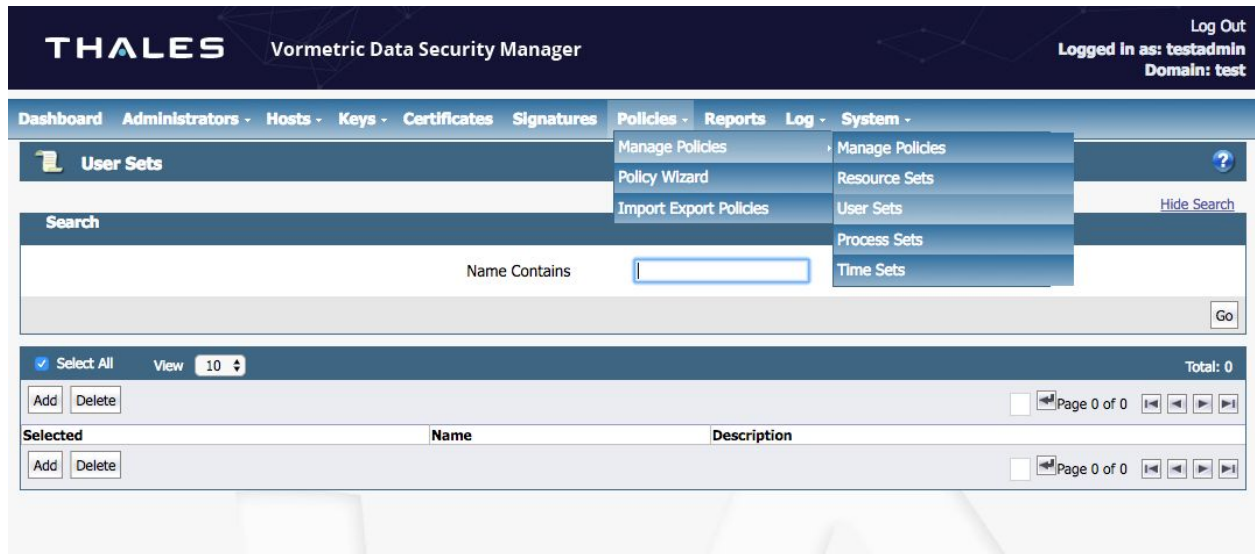 Log Out
THALES Vormetric Data Security Manager
Logged in as: testadmin
Domain: test
Dashboard Administrators Hosts Keys Certificates Signatures Policies Reports Log System
Manage Policies Manage Policies
User Sets
Policy Wizard Resource Sets
Import Export Policies User Sets Hide Search
Search
Process Sets
Name Contains Time Sets
Go
Select All View 10 Total: 0
Add Delete Page 0 of 0
Selected Name Description
Add Delete Page 0 of 0